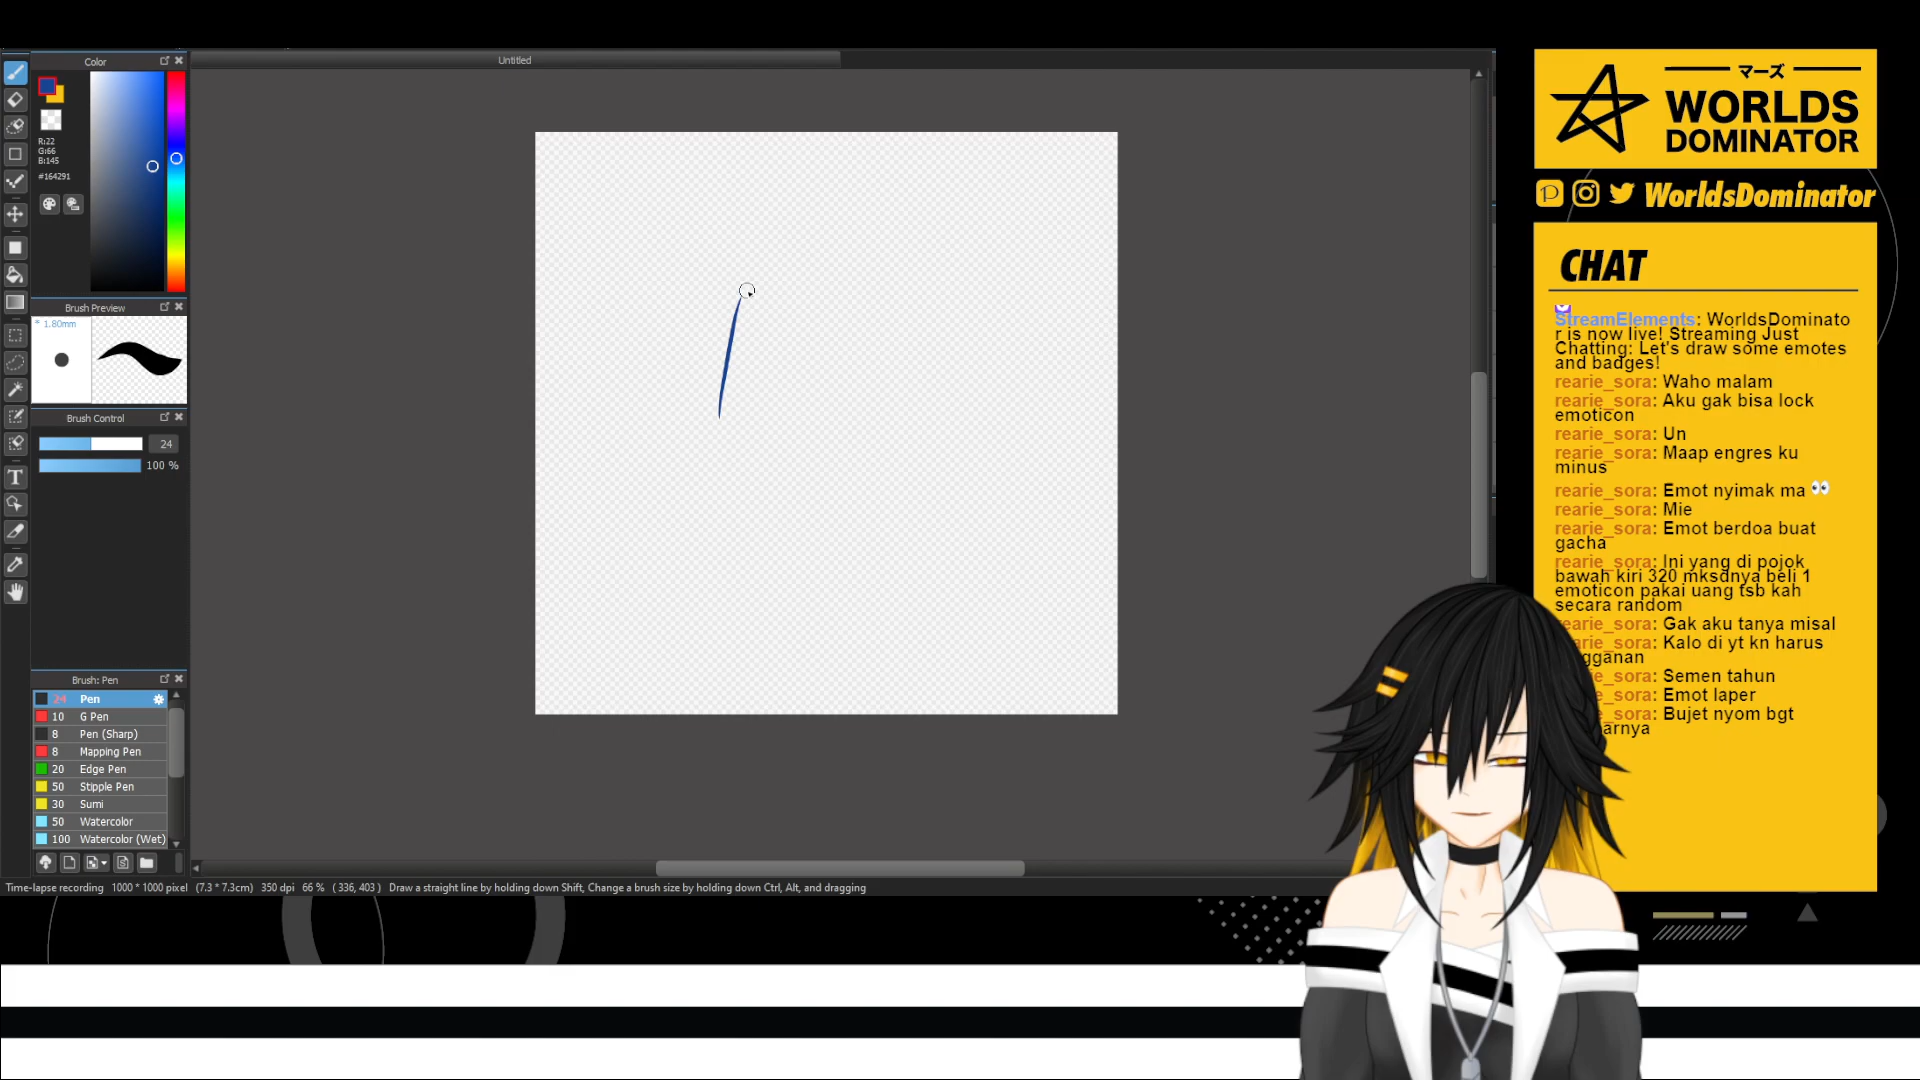 Color
Untitled
R:22
G:66
B:145
#164291
Brush Preview
* 1.80mm
Brush Control
24
100 %
Brush: Pen
24 Pen
10 G Pen
8 Pen (Sharp)
8 Mapping Pen
20 Edge Pen
50 Stipple Pen
30 Sumi
50 Watercolor
100 Watercolor (Wet)
Time-lapse recording 1000 * 1000 pixel (7.3 * 7.3cm) 350 dpi 66 % ( 336, 403 ) Draw a straight line by holding down Shift, Change a brush size by holding down Ctrl, Alt, and dragging
マーズ
WORLDS
DOMINATOR
WorldsDominator
CHAT
StreamElements: WorldsDominato
r is now live! Streaming Just
Chatting: Let's draw some emotes
and badges!
rearie_sora: Waho malam
rearie_sora: Aku gak bisa lock
emoticon
rearie_sora: Un
rearie_sora: Maap engres ku
minus
rearie_sora: Emot nyimak ma 👀
rearie_sora: Mie
rearie_sora: Emot berdoa buat
gacha
rearie_sora: Ini yang di pojok
bawah kiri 320 mksdnya beli 1
emoticon pakai uang tsb kah
secara random
earie_sora: Gak aku tanya misal
rie_sora: Kalo di yt kn harus
gganan
e_sora: Semen tahun
e_sora: Emot laper
_sora: Bujet nyom bgt
arnya